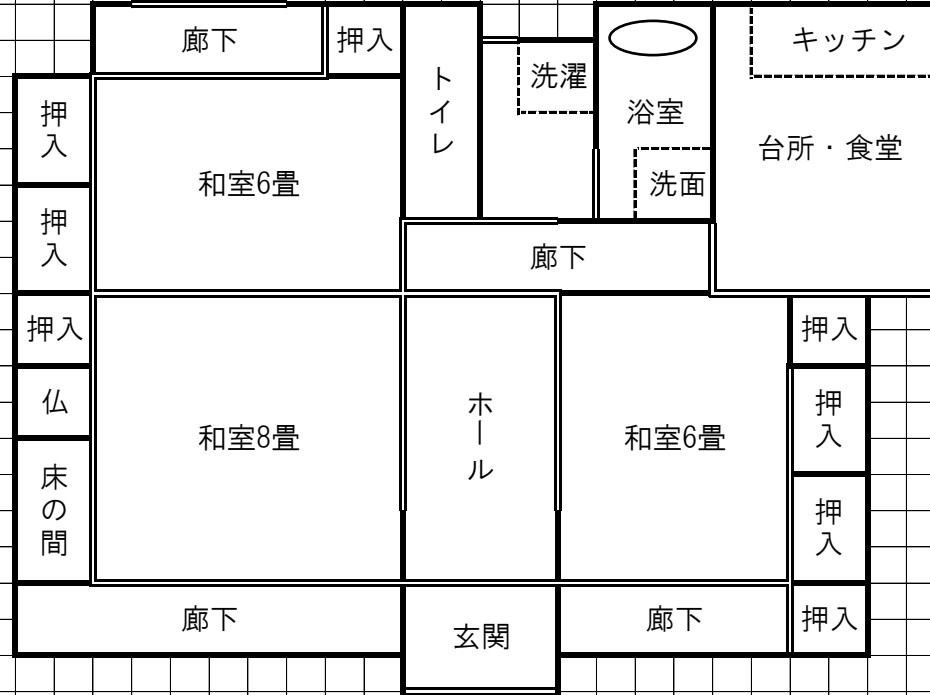 廊下
押入
キッチン
トイレ
洗濯
浴室
押入
台所・食堂
和室6畳
洗面
押入
廊下
押入
押入
仏
ホール
押入
和室8畳
和室6畳
床の間
押入
廊下
玄関
廊下
押入